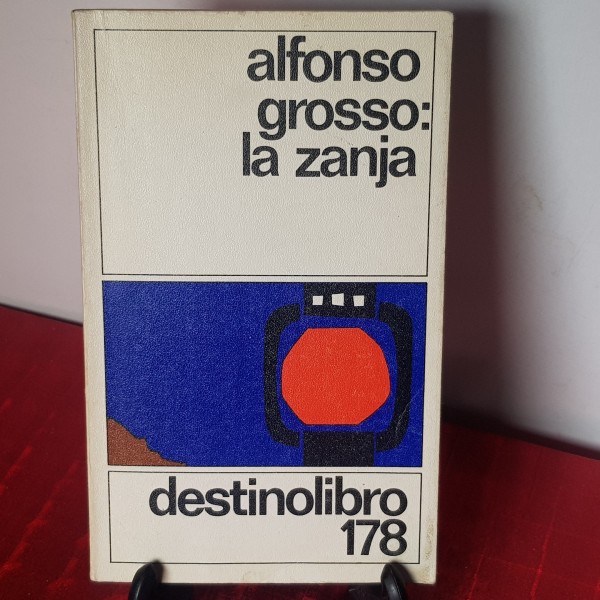 alfonso
grosso:
la zanja
destinolibro
178